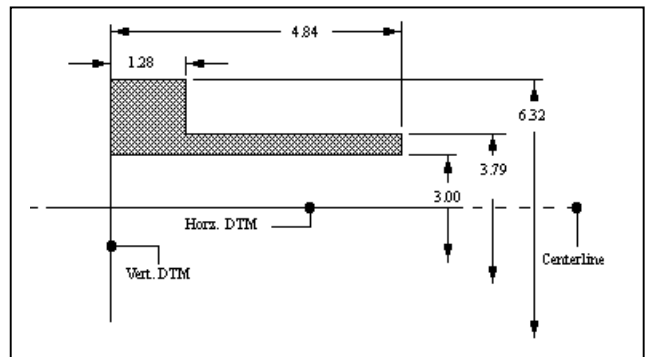 4.84
1.28
6.32
3.79
3.00
Horz. DTM
Centerline
Vert. DTM